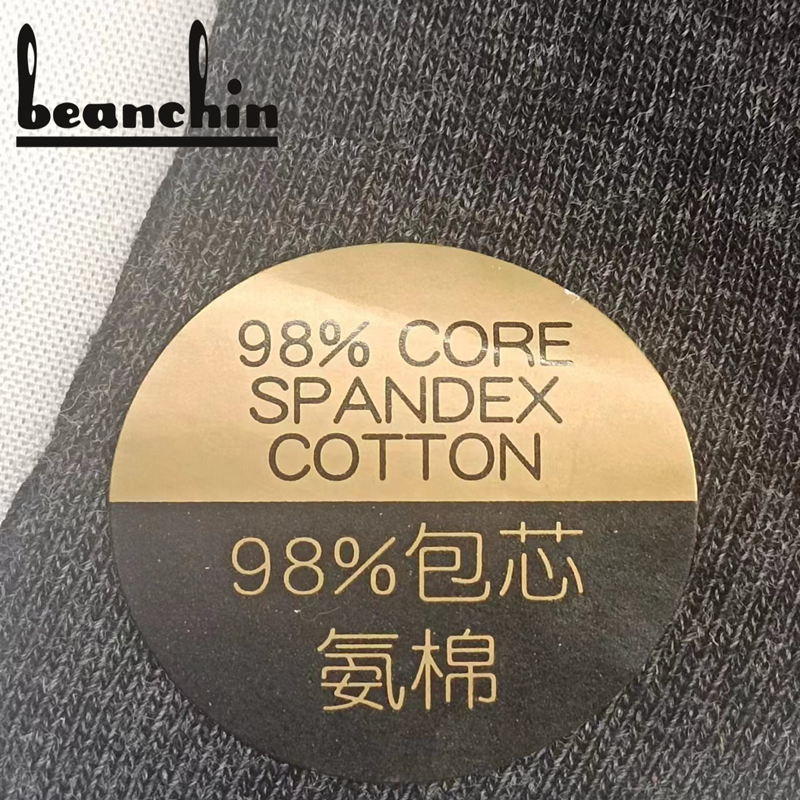 beanchin
98% CORE
SPANDEX
COTTON
98%包芯
氨棉